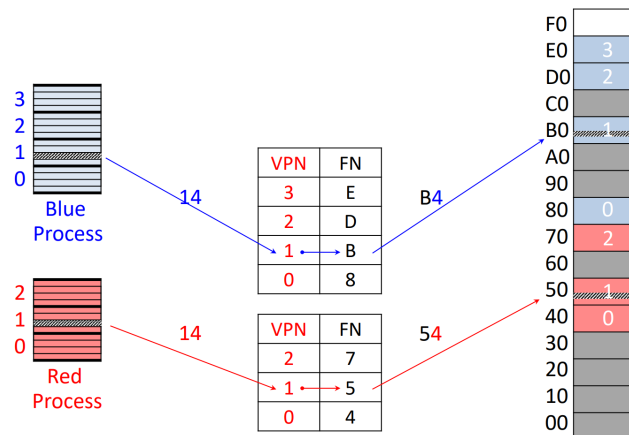 3
2
1
0
Blue
Process
2
1
0
Red
Process
14
14
VPN FN
3 E
2 D
1 B
0 8
VPN FN
2 7
1 5
0 4
B4
54
F0
E0 3
D0 2
C0
B0 1
A0
90
80 0
70 2
60
50 1
40 0
30
20
10
00